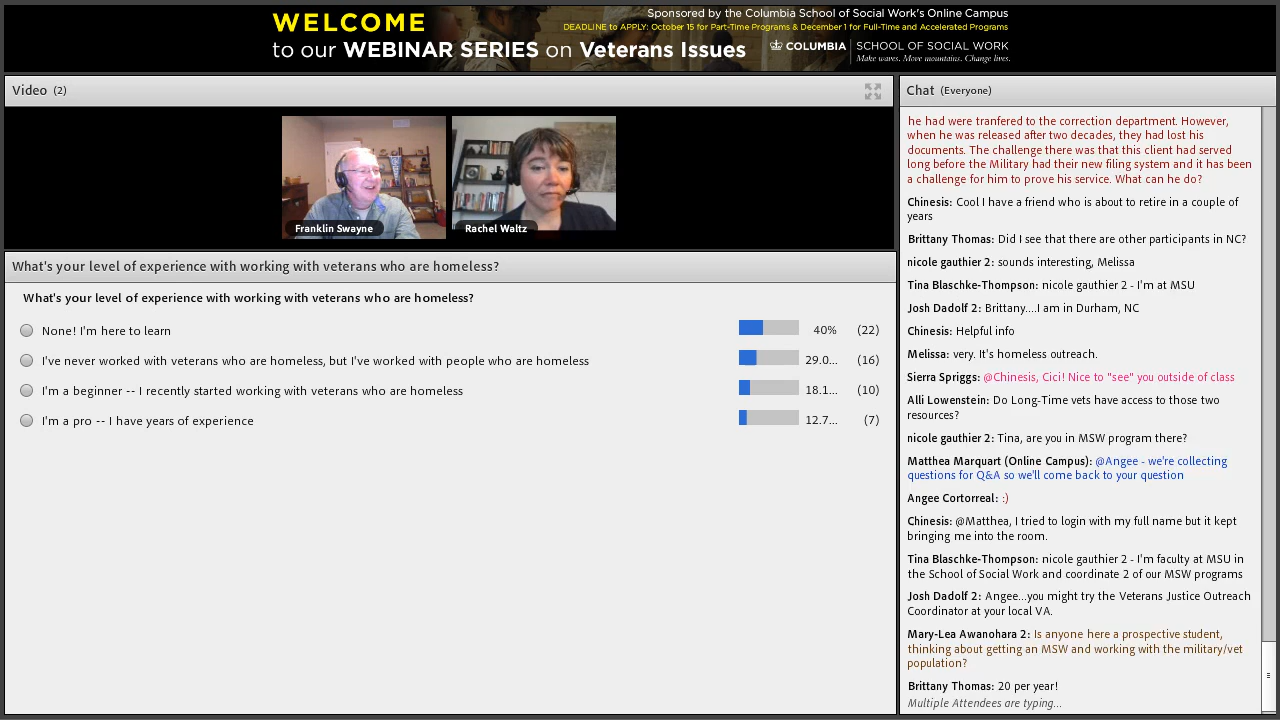 WELCOME
to our WEBINAR SERIES on Veterans Issues
Sponsored by the Columbia School of Social Work's Online Campus
DEADLINE to APPLY: October 15 for Part-Time Programs & December 1 for Full-Time and Accelerated Programs
COLUMBIA | SCHOOL OF SOCIAL WORK
Make waves. Move mountains. Change lives.
Video (2)
Franklin Swayne
Rachel Waltz
What's your level of experience with working with veterans who are homeless?
What's your level of experience with working with veterans who are homeless?
None! I'm here to learn 40% (22)
I've never worked with veterans who are homeless, but I've worked with people who are homeless 29.0... (16)
I'm a beginner -- I recently started working with veterans who are homeless 18.1... (10)
I'm a pro -- I have years of experience 12.7... (7)
Chat (Everyone)
he had were tranfered to the correction department. However,
when he was released after two decades, they had lost his
documents. The challenge there was that this client had served
long before the Military had their new filing system and it has been
a challenge for him to prove his service. What can he do?
Chinesis: Cool I have a friend who is about to retire in a couple of
years
Brittany Thomas: Did I see that there are other participants in NC?
nicole gauthier 2: sounds interesting, Melissa
Tina Blaschke-Thompson: nicole gauthier 2 - I'm at MSU
Josh Dadolf 2: Brittany....I am in Durham, NC
Chinesis: Helpful info
Melissa: very. It's homeless outreach.
Sierra Spriggs: @Chinesis, Cici! Nice to "see" you outside of class
Alli Lowenstein: Do Long-Time vets have access to those two
resources?
nicole gauthier 2: Tina, are you in MSW program there?
Matthea Marquart (Online Campus): @Angee - we're collecting
questions for Q&A so we'll come back to your question
Angee Cortorreal: :)
Chinesis: @Matthea, I tried to login with my full name but it kept
bringing me into the room.
Tina Blaschke-Thompson: nicole gauthier 2 - I'm faculty at MSU in
the School of Social Work and coordinate 2 of our MSW programs
Josh Dadolf 2: Angee...you might try the Veterans Justice Outreach
Coordinator at your local VA.
Mary-Lea Awanohara 2: Is anyone here a prospective student,
thinking about getting an MSW and working with the military/vet
population?
Brittany Thomas: 20 per year!
Multiple Attendees are typing...